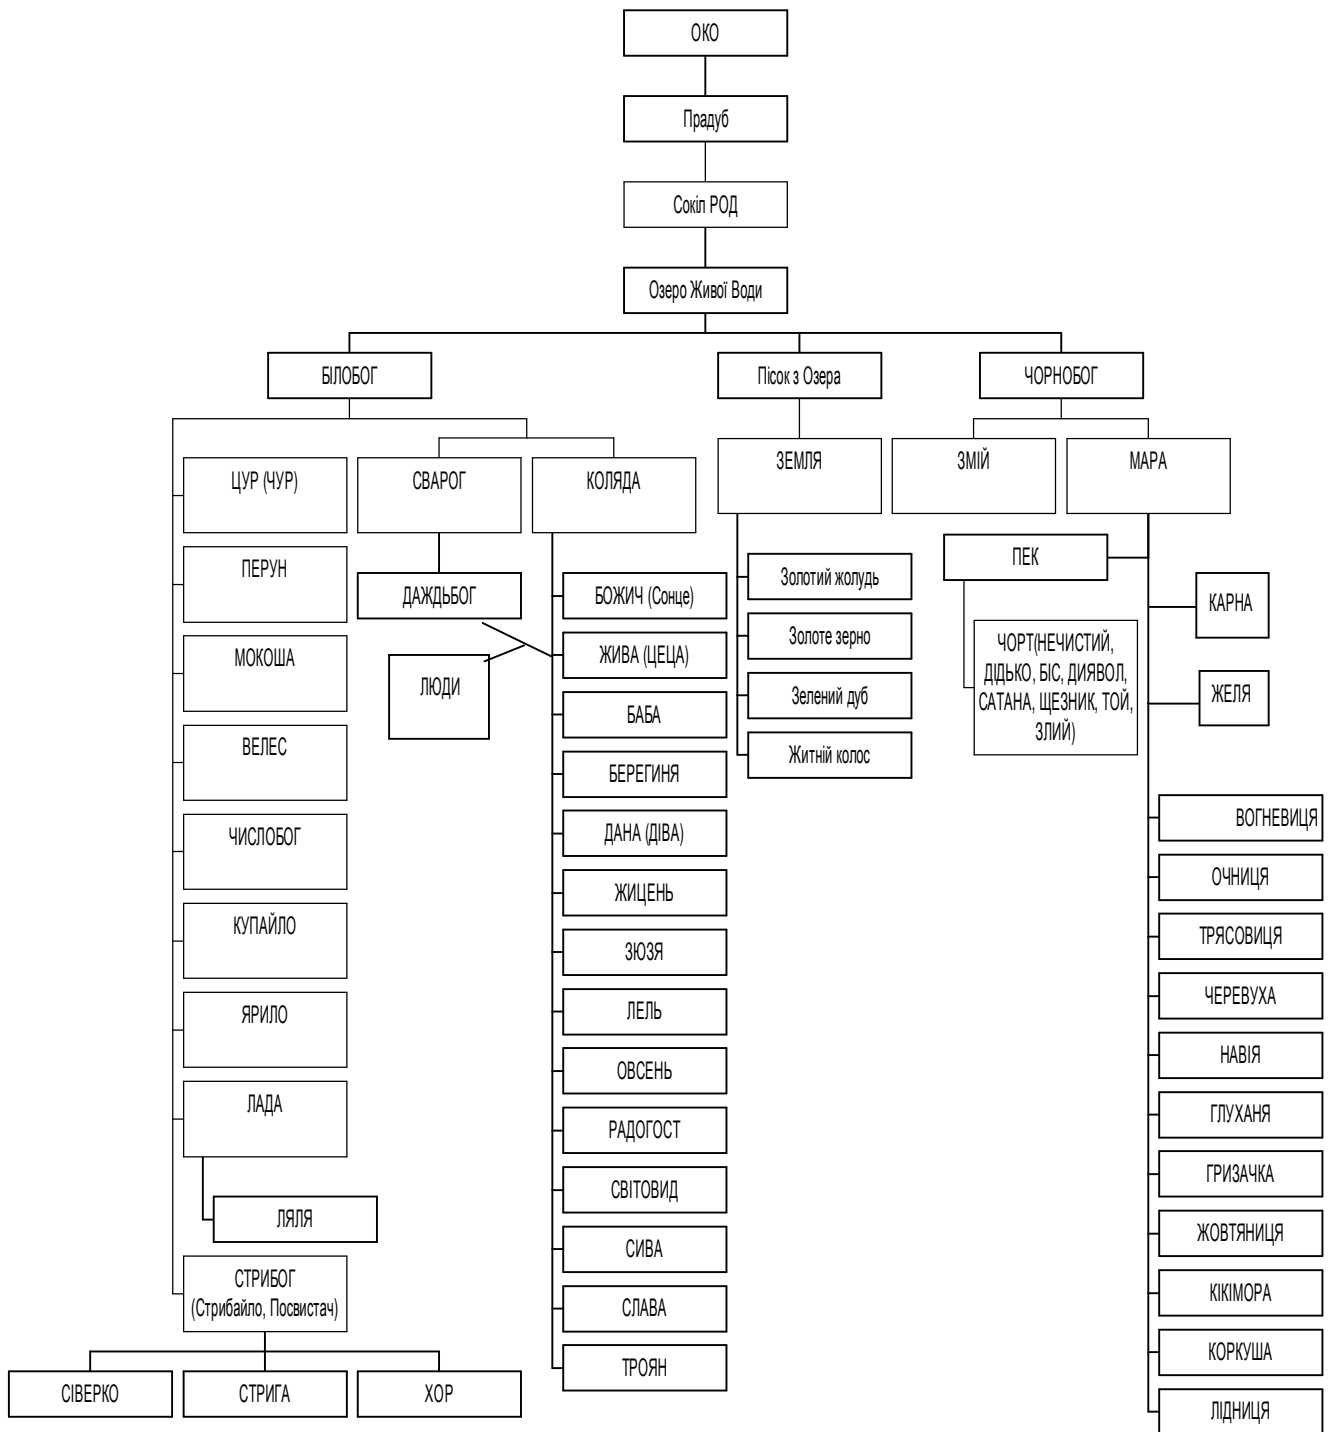 ОКО
Прадуб
Сокіл РОД
Озеро Живої Води
БІЛОБОГ
Пісок з Озера
ЧОРНОБОГ
ЦУР (ЧУР)
ПЕРУН
МОКОША
ВЕЛЕС
ЧИСЛОБОГ
КУПАЙЛО
ЯРИЛО
ЛАДА
ЛЯЛЯ
СТРИБОГ
(Стрибайло, Посвистач)
СІВЕРКО
СТРИГА
ХОР
СВАРОГ
ДАЖДЬБОГ
ЛЮДИ
КОЛЯДА
БОЖИЧ (Сонце)
ЖИВА (ЦЕЦА)
БАБА
БЕРЕГИНЯ
ДАНА (ДІВА)
ЖИЦЕНЬ
ЗЮЗЯ
ЛЕЛЬ
ОВСЕНЬ
РАДОГОСТ
СВІТОВИД
СИВА
СЛАВА
ТРОЯН
ЗЕМЛЯ
Золотий жолудь
Золоте зерно
Зелений дуб
Житній колос
ЗМІЙ
МАРА
ПЕК
ЧОРТ(НЕЧИСТИЙ,
ДІДЬКО, БІС, ДИЯВОЛ,
САТАНА, ЩЕЗНИК, ТОЙ,
ЗЛИЙ)
КАРНА
ЖЕЛЯ
ВОГНЕВИЦЯ
ОЧНИЦЯ
ТРЯСОВИЦЯ
ЧЕРЕВУХА
НАВІЯ
ГЛУХАНЯ
ГРИЗАЧКА
ЖОВТЯНИЦЯ
КІКІМОРА
КОРКУША
ЛІДНИЦЯ